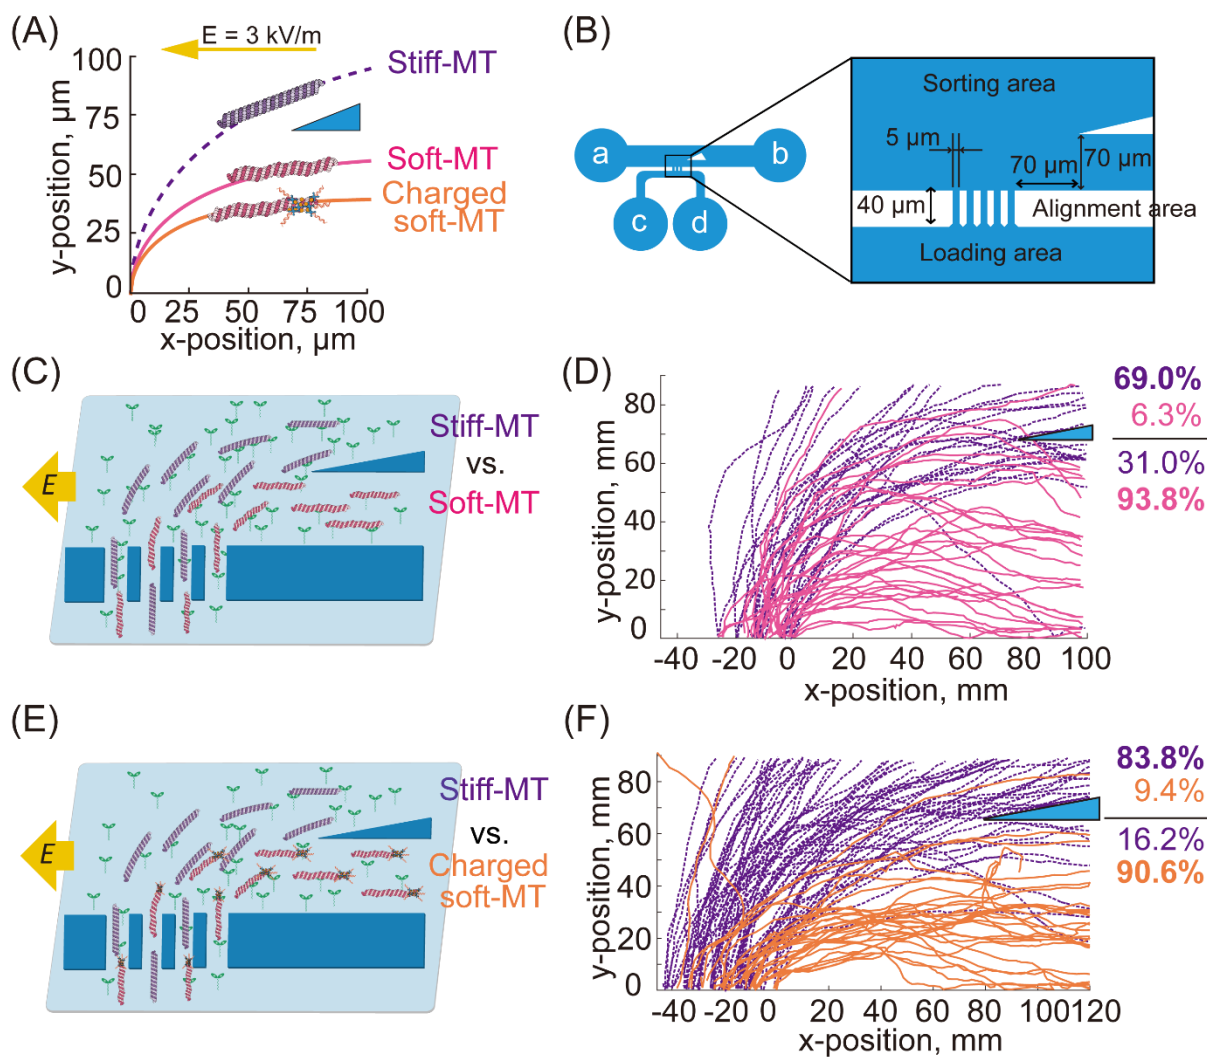 (A)
E = 3 kV/m
100
75
50
25
0
y-position, µm
0 25 50 75 100
x-position, µm
Stiff-MT
Soft-MT
Charged
soft-MT
(B)
a
b
c
d
Sorting area
5 µm
70 µm
70 µm
40 µm
Alignment area
Loading area
(C)
E
Stiff-MT
vs.
Soft-MT
(D)
80
60
40
20
0
y-position, mm
-40 -20 0 20 40 60 80 100
x-position, mm
69.0%
6.3%
31.0%
93.8%
(E)
E
Stiff-MT
vs.
Charged
soft-MT
(F)
80
60
40
20
0
y-position, mm
-40 -20 0 20 40 60 80 100 120
x-position, mm
83.8%
9.4%
16.2%
90.6%